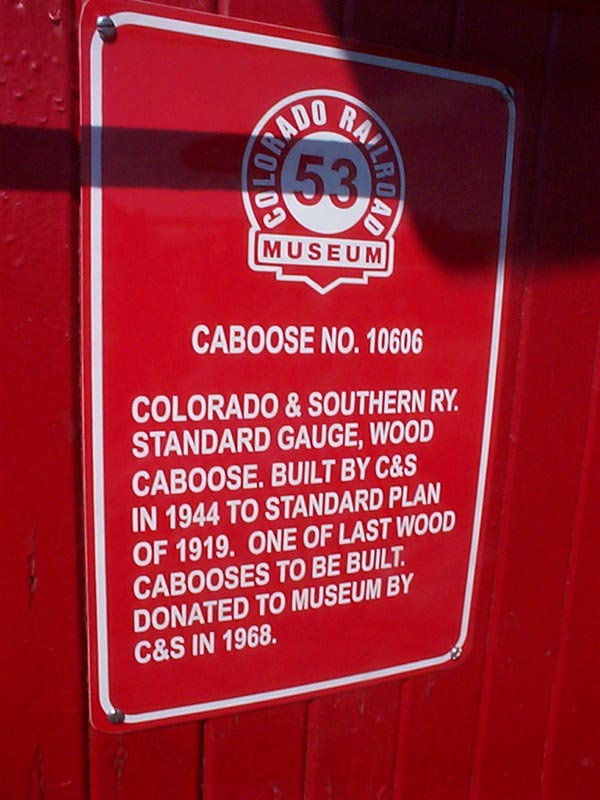 COLORADO RAILROAD
53
MUSEUM
CABOOSE NO. 10606
COLORADO & SOUTHERN RY.
STANDARD GAUGE, WOOD
CABOOSE. BUILT BY C&S
IN 1944 TO STANDARD PLAN
OF 1919. ONE OF LAST WOOD
CABOOSES TO BE BUILT.
DONATED TO MUSEUM BY
C&S IN 1968.